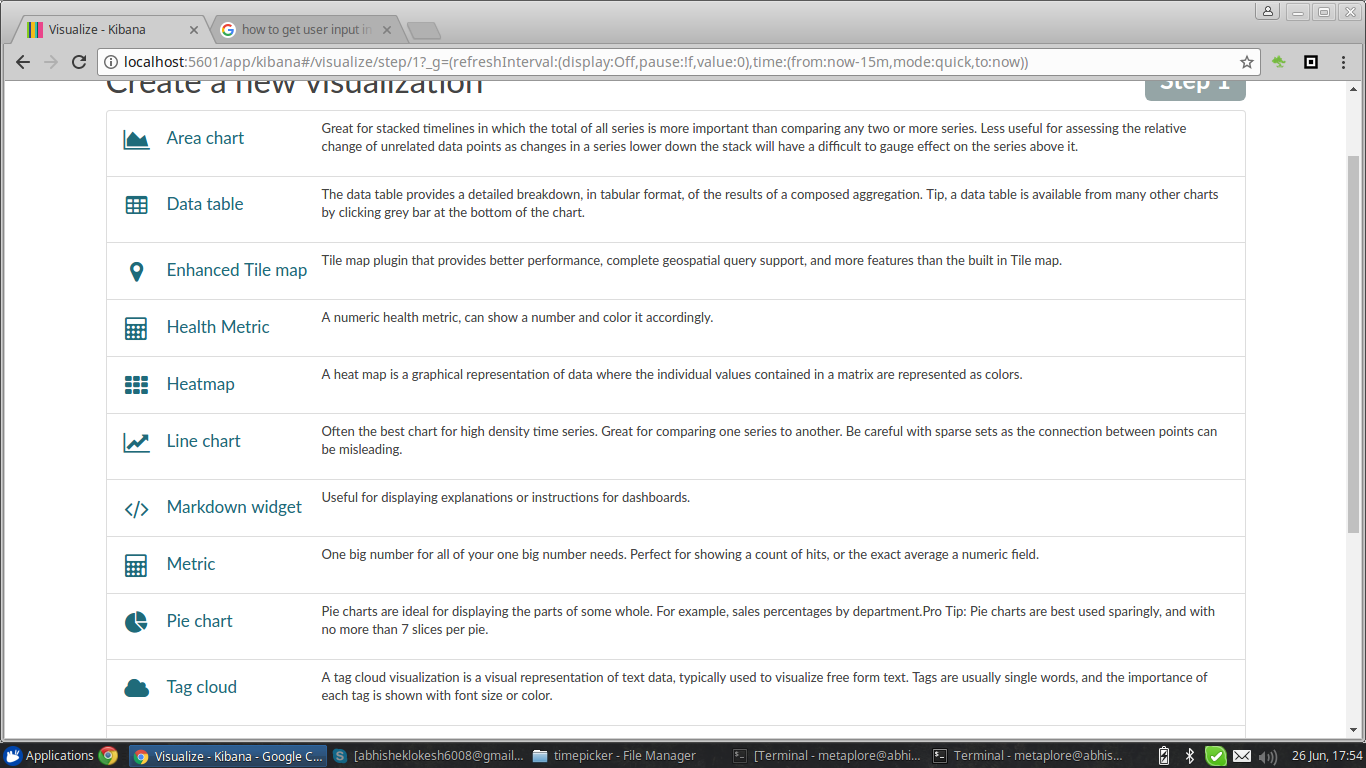 Visualize - Kibana
how to get user input in
localhost:5601/app/kibana#/visualize/step/1?_g=(refreshInterval:(display:Off,pause:!f,value:0),time:(from:now-15m,mode:quick,to:now))
Create a new visualization
Step 1
Area chart
Great for stacked timelines in which the total of all series is more important than comparing any two or more series. Less useful for assessing the relative
change of unrelated data points as changes in a series lower down the stack will have a difficult to gauge effect on the series above it.
Data table
The data table provides a detailed breakdown, in tabular format, of the results of a composed aggregation. Tip, a data table is available from many other charts
by clicking grey bar at the bottom of the chart.
Enhanced Tile map
Tile map plugin that provides better performance, complete geospatial query support, and more features than the built in Tile map.
Health Metric
A numeric health metric, can show a number and color it accordingly.
Heatmap
A heat map is a graphical representation of data where the individual values contained in a matrix are represented as colors.
Line chart
Often the best chart for high density time series. Great for comparing one series to another. Be careful with sparse sets as the connection between points can
be misleading.
Markdown widget
Useful for displaying explanations or instructions for dashboards.
Metric
One big number for all of your one big number needs. Perfect for showing a count of hits, or the exact average a numeric field.
Pie chart
Pie charts are ideal for displaying the parts of some whole. For example, sales percentages by department.Pro Tip: Pie charts are best used sparingly, and with
no more than 7 slices per pie.
Tag cloud
A tag cloud visualization is a visual representation of text data, typically used to visualize free form text. Tags are usually single words, and the importance of
each tag is shown with font size or color.
Applications
Visualize - Kibana - Google C...
[abhisheklokesh6008@gmail...
timepicker - File Manager
[Terminal - metaplore@abhi...
Terminal - metaplore@abhis...
26 Jun, 17:54